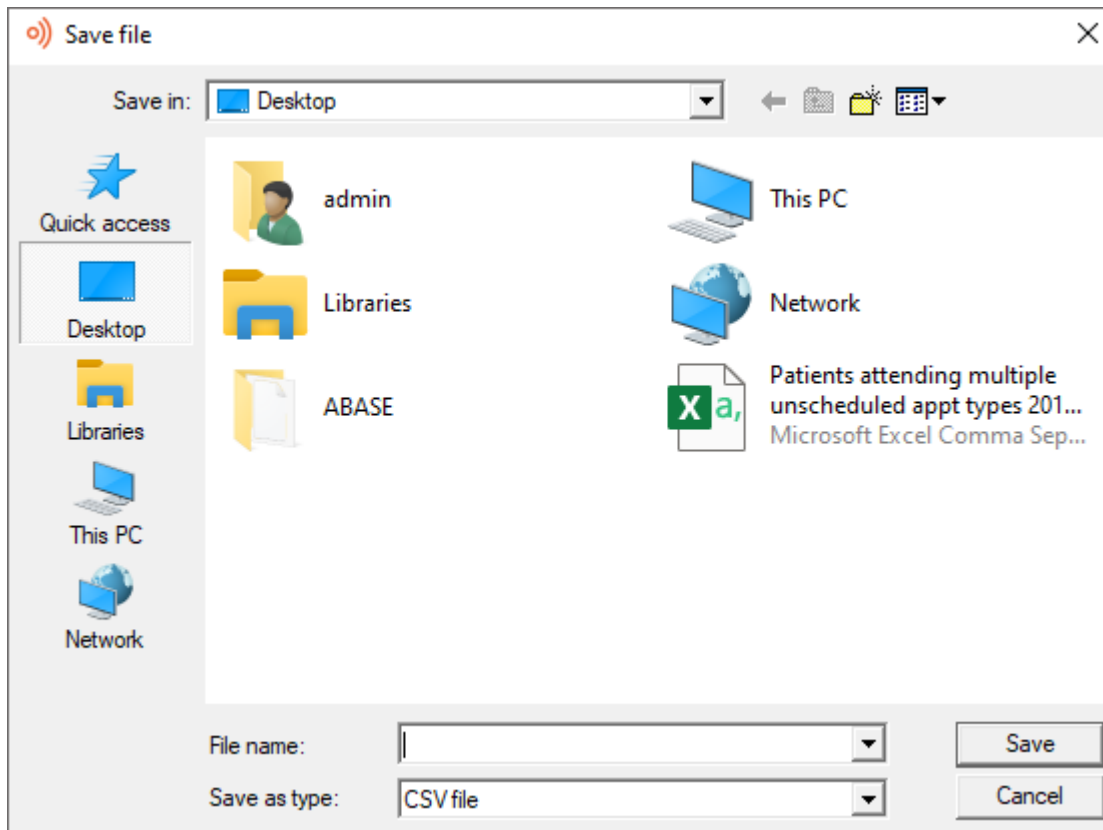 Save file
Save in:
Desktop
Quick access
Desktop
Libraries
This PC
Network
admin
This PC
Libraries
Network
ABASE
Patients attending multiple
unscheduled appt types 201...
Microsoft Excel Comma Sep...
X a,
File name:
Save
Save as type:
CSV file
Cancel